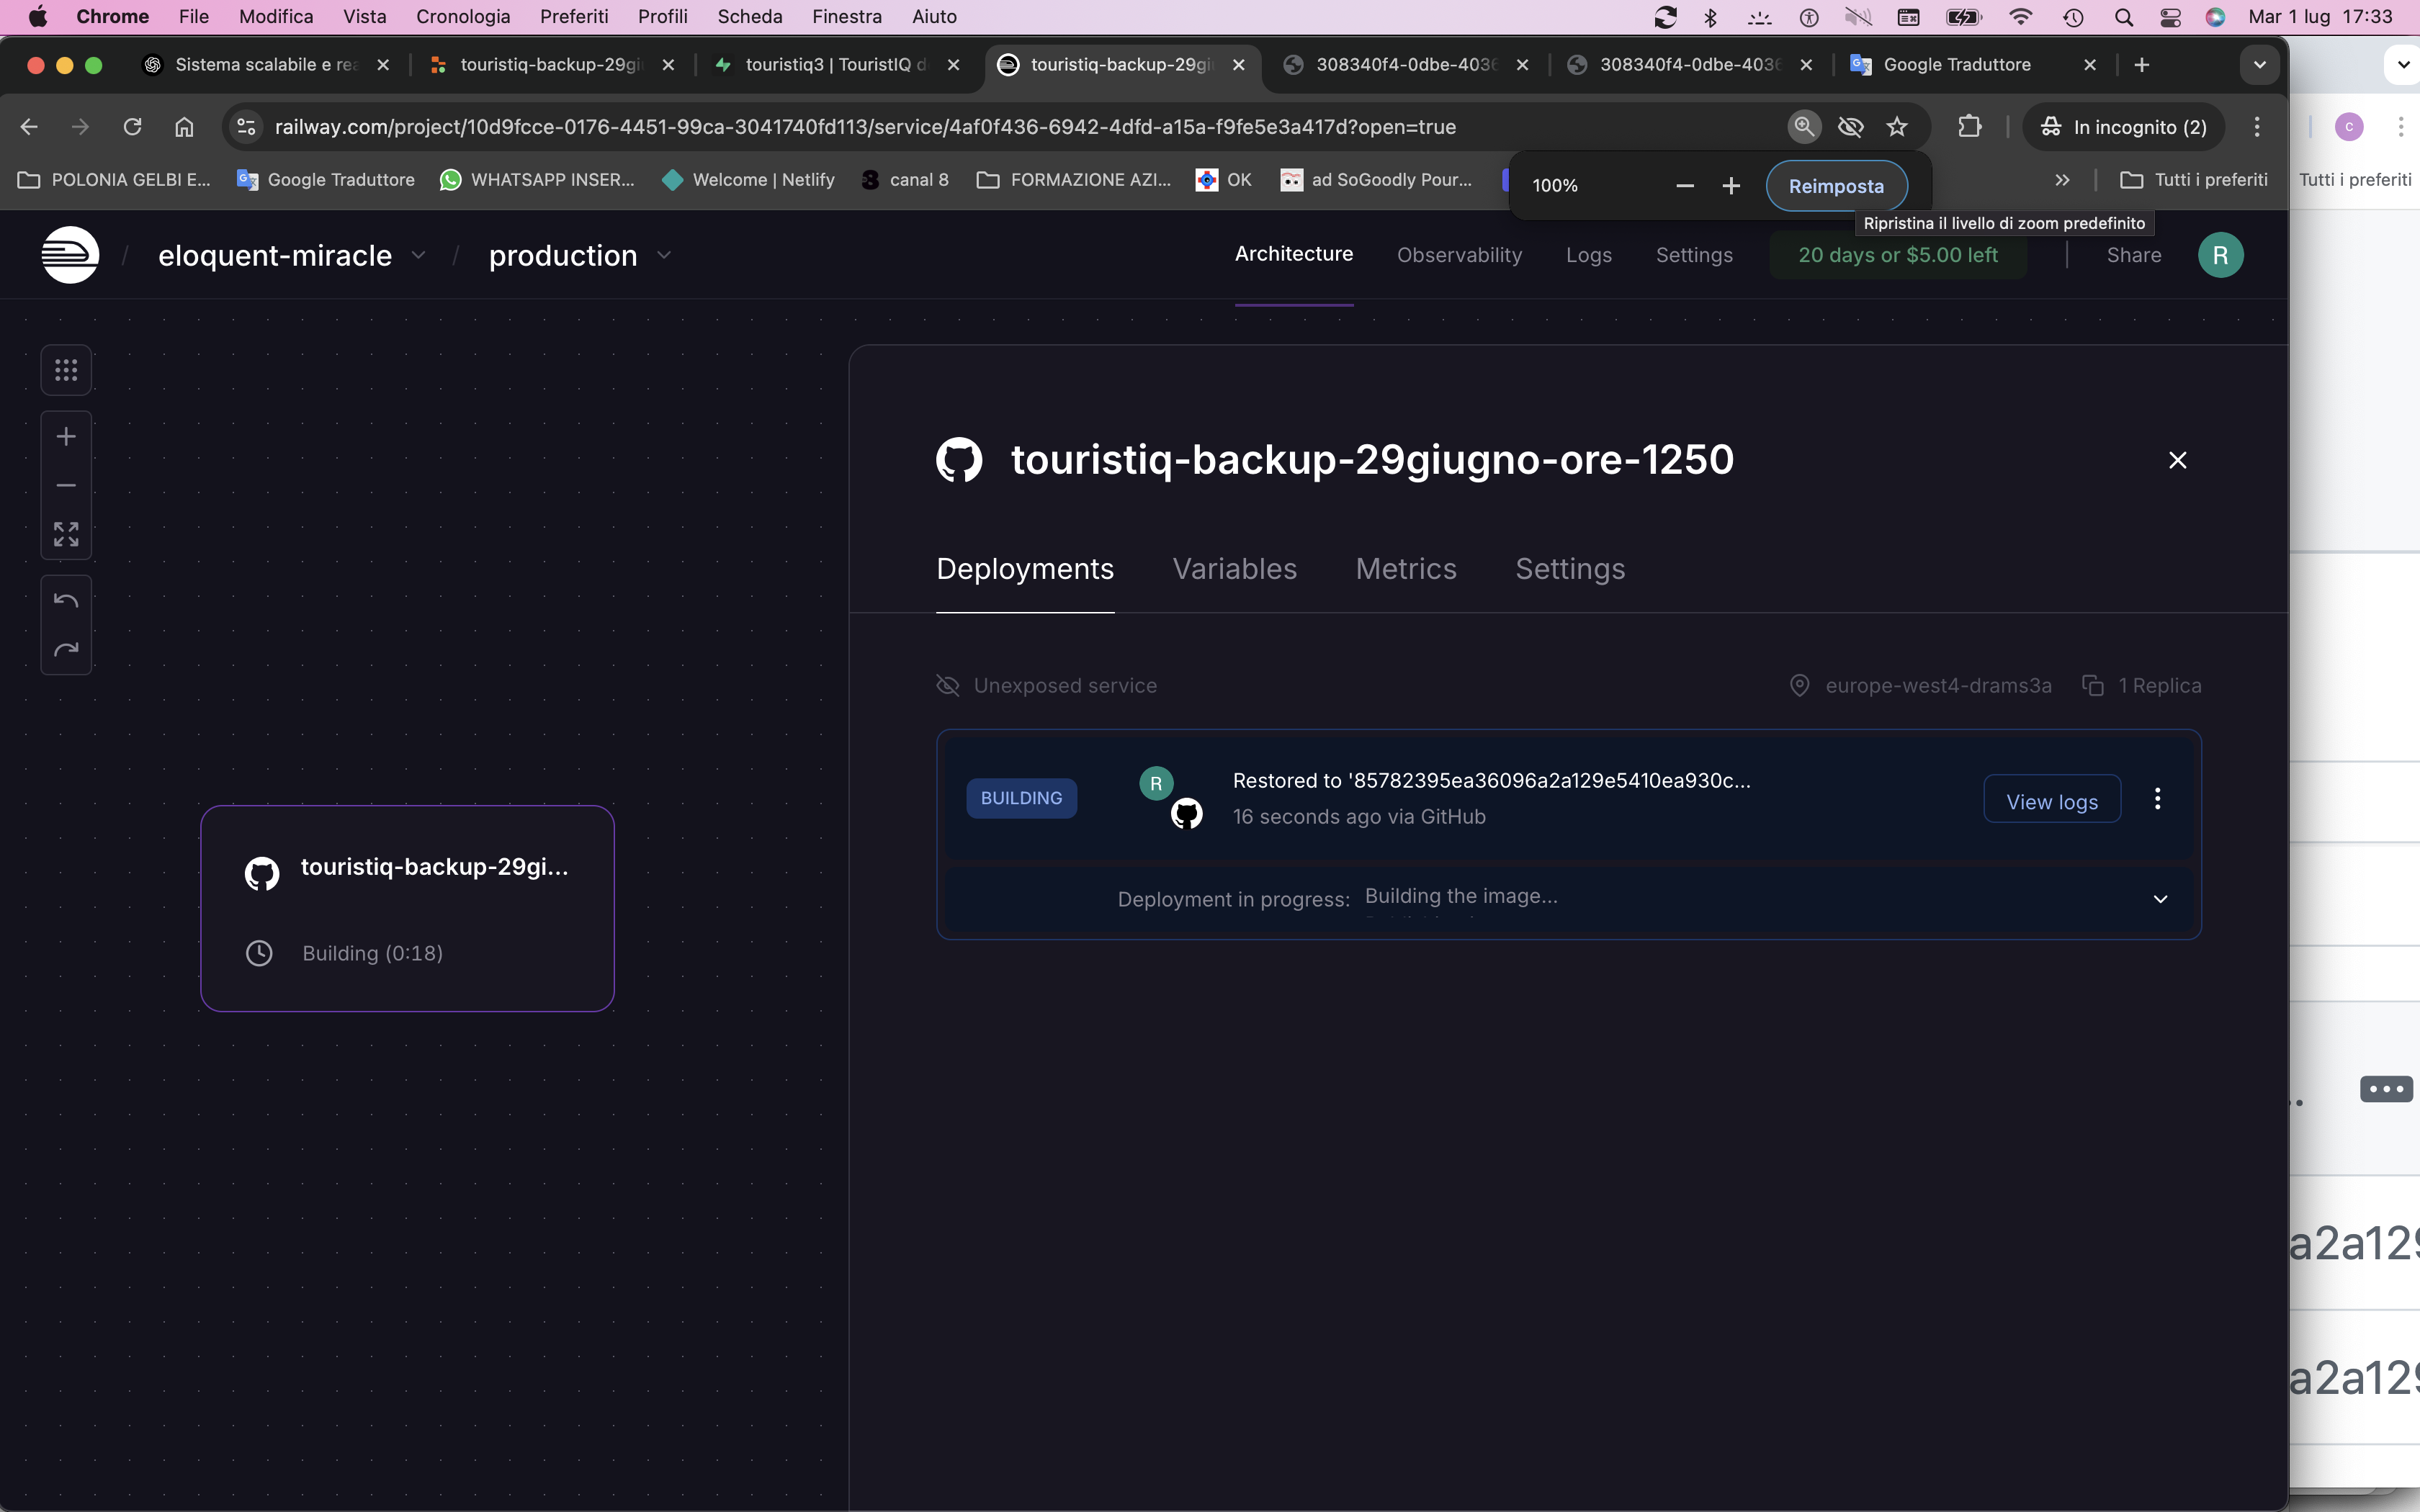 Chrome File Modifica Vista Cronologia Preferiti Profili Scheda Finestra Aiuto Mar 1 lug 17:33
Sistema scalabile e rea touristiq-backup-29gi touristiq3 | TouristIQ d touristiq-backup-29gi 308340f4-0dbe-4036 308340f4-0dbe-4036 Google Traduttore
railway.com/project/10d9fcce-0176-4451-99ca-3041740fd113/service/4af0f436-6942-4dfd-a15a-f9fe5e3a417d?open=true In incognito (2) c
POLONIA GELBI E... Google Traduttore WHATSAPP INSER... Welcome | Netlify canal 8 FORMAZIONE AZI... OK ad SoGoodly Pour... 100% Reimposta Tutti i preferiti Tutti i preferiti
Ripristina il livello di zoom predefinito
eloquent-miracle / production Architecture Observability Logs Settings 20 days or $5.00 left Share R
touristiq-backup-29giugno-ore-1250
Deployments Variables Metrics Settings
Unexposed service europe-west4-drams3a 1 Replica
BUILDING R Restored to '85782395ea36096a2a129e5410ea930c... View logs
16 seconds ago via GitHub
Deployment in progress: Building the image...
touristiq-backup-29gi...
Building (0:18)
a2a129
a2a129